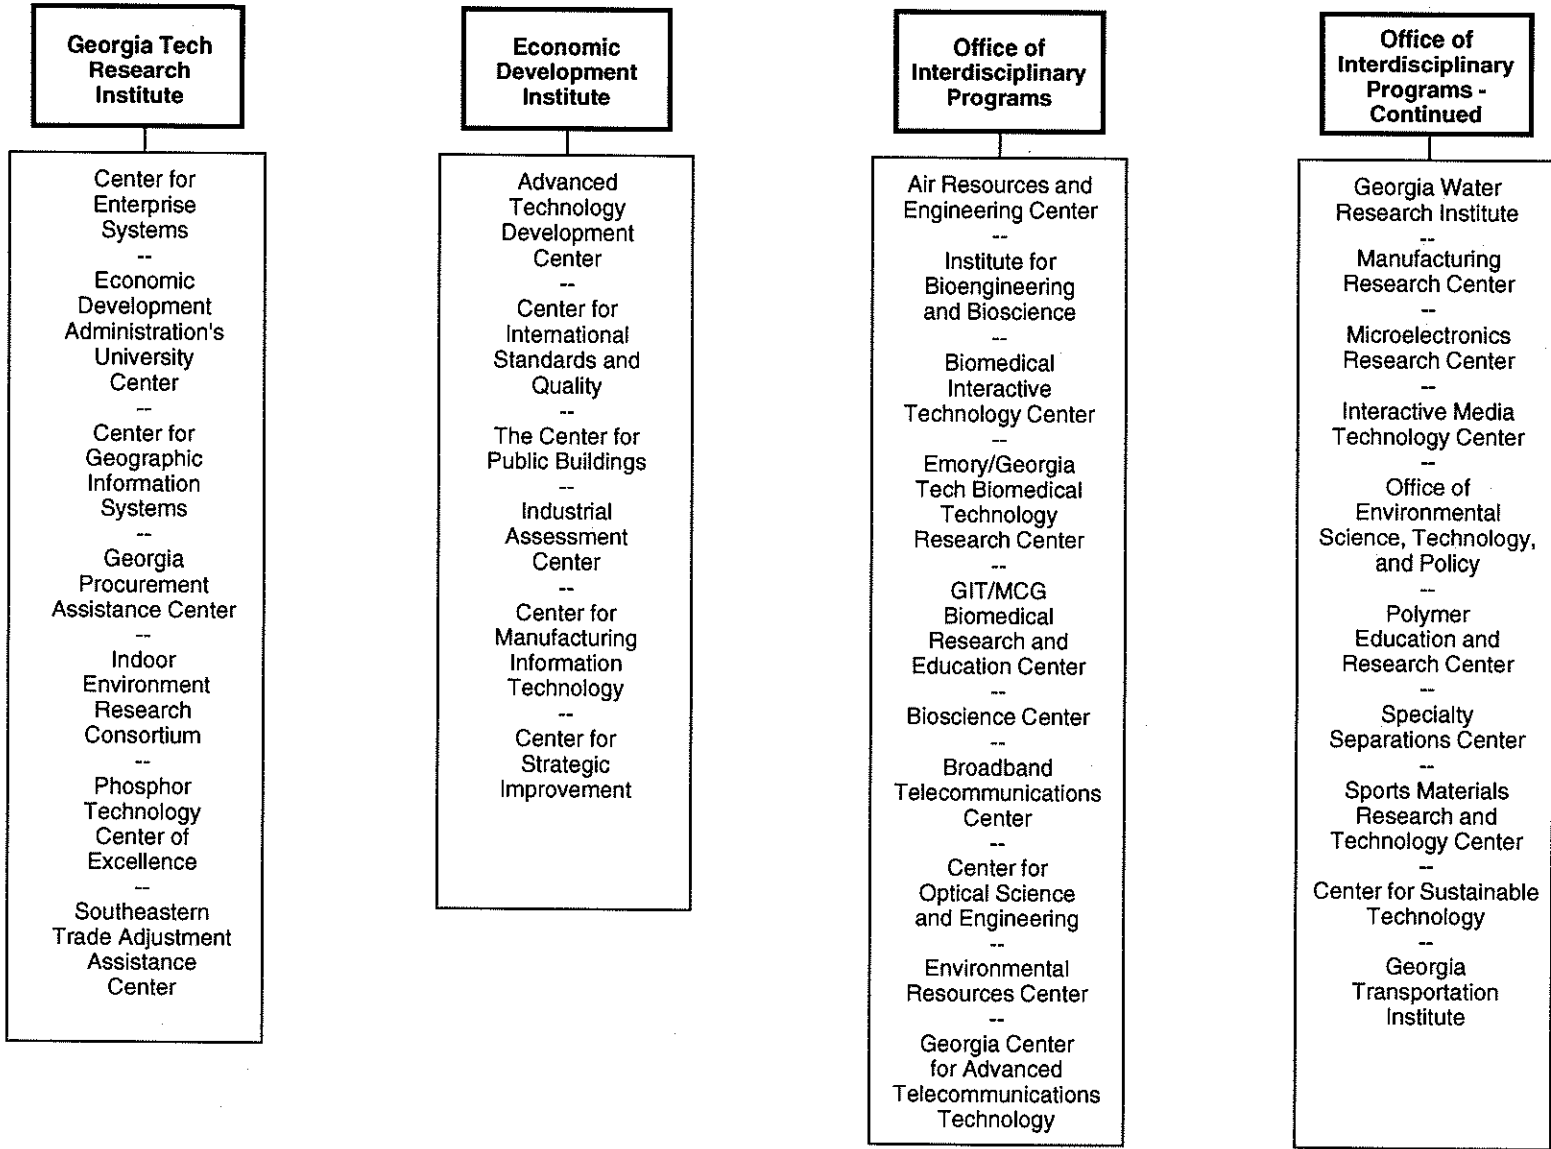 Georgia Tech
Research
Institute
Center for
Enterprise
Systems
--
Economic
Development
Administration's
University
Center
--
Center for
Geographic
Information
Systems
--
Georgia
Procurement
Assistance Center
--
Indoor
Environment
Research
Consortium
--
Phosphor
Technology
Center of
Excellence
--
Southeastern
Trade Adjustment
Assistance
Center
Economic
Development
Institute
Advanced
Technology
Development
Center
--
Center for
International
Standards and
Quality
--
The Center for
Public Buildings
--
Industrial
Assessment
Center
--
Center for
Manufacturing
Information
Technology
--
Center for
Strategic
Improvement
Office of
Interdisciplinary
Programs
Air Resources and
Engineering Center
--
Institute for
Bioengineering
and Bioscience
--
Biomedical
Interactive
Technology Center
--
Emory/Georgia
Tech Biomedical
Technology
Research Center
--
GIT/MCG
Biomedical
Research and
Education Center
--
Bioscience Center
--
Broadband
Telecommunications
Center
--
Center for
Optical Science
and Engineering
--
Environmental
Resources Center
--
Georgia Center
for Advanced
Telecommunications
Technology
Office of
Interdisciplinary
Programs -
Continued
Georgia Water
Research Institute
--
Manufacturing
Research Center
--
Microelectronics
Research Center
--
Interactive Media
Technology Center
--
Office of
Environmental
Science, Technology,
and Policy
--
Polymer
Education and
Research Center
--
Specialty
Separations Center
--
Sports Materials
Research and
Technology Center
--
Center for Sustainable
Technology
--
Georgia
Transportation
Institute